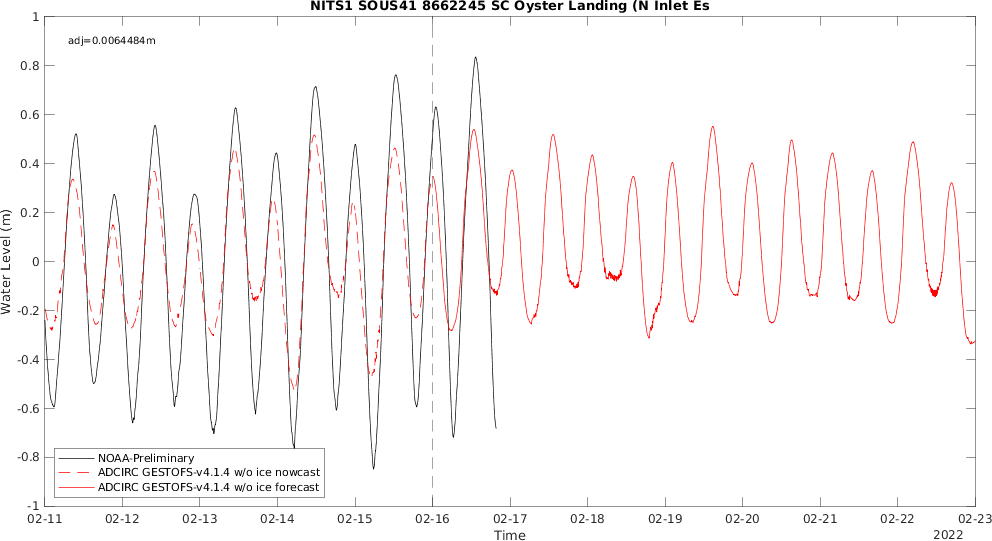 NITS1 SOUS41 8662245 SC Oyster Landing (N Inlet Es
adj=0.0064484m
1
0.8
0.6
0.4
0.2
0
-0.2
-0.4
-0.6
-0.8
-1
Water Level (m)
NOAA-Preliminary
ADCIRC GESTOFS-v4.1.4 w/o ice nowcast
ADCIRC GESTOFS-v4.1.4 w/o ice forecast
02-11 02-12 02-13 02-14 02-15 02-16 02-17 02-18 02-19 02-20 02-21 02-22 02-23
Time
2022